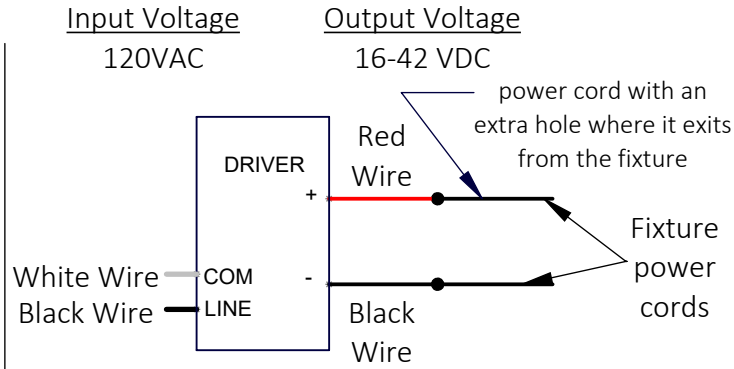 Input Voltage
120VAC
Output Voltage
16-42 VDC
power cord with an
extra hole where it exits
from the fixture
Red
Wire
DRIVER
+
-
White Wire
COM
Black Wire
LINE
Black
Wire
Fixture
power
cords